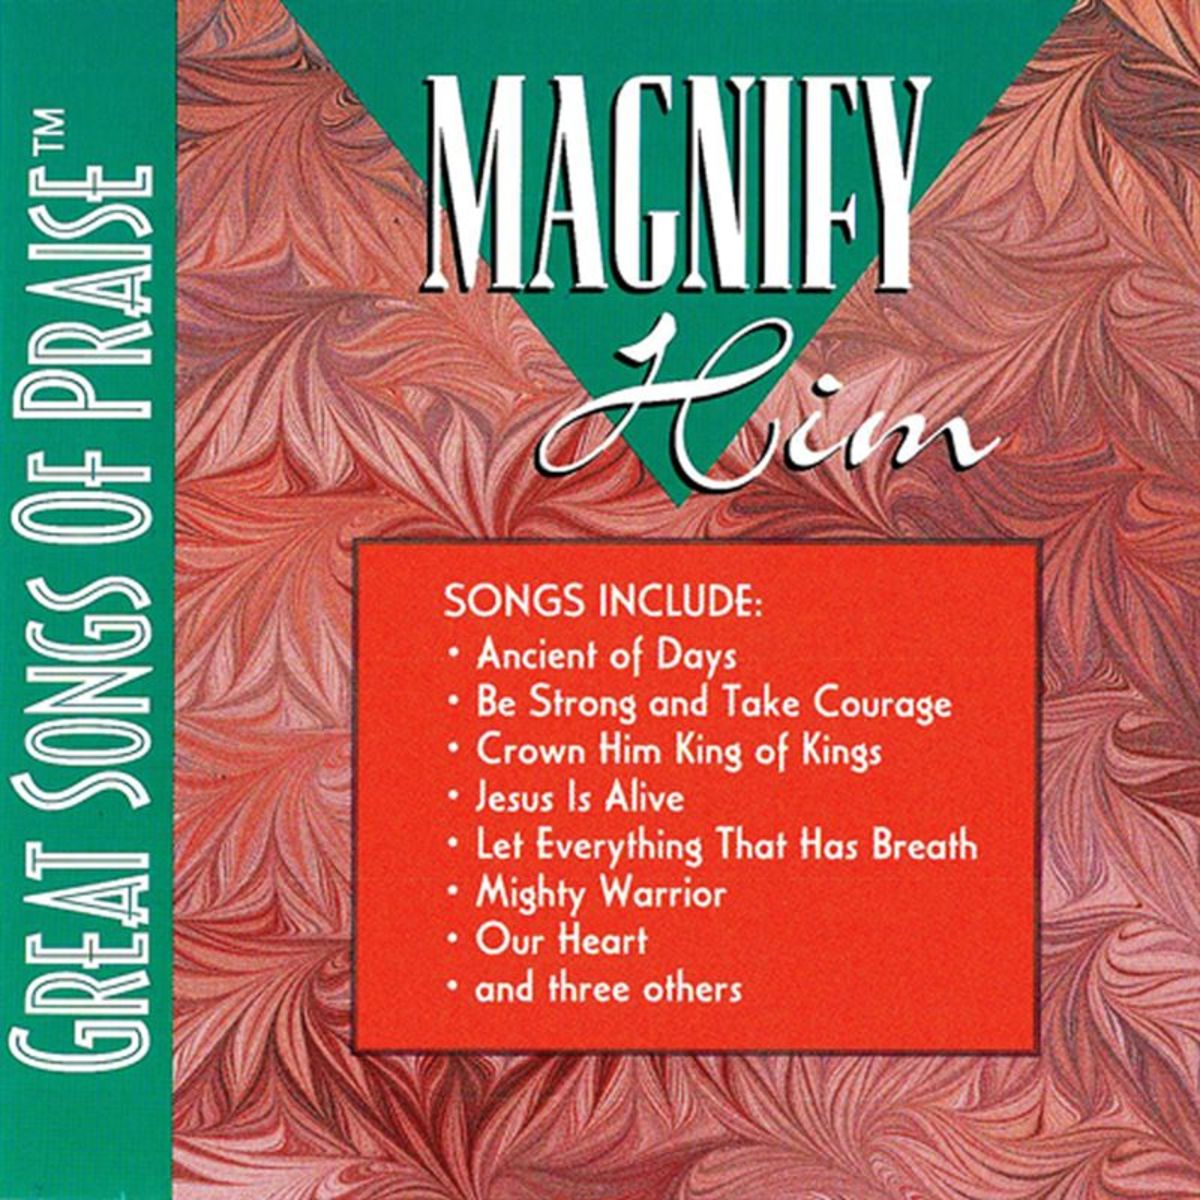 GREAT SONGS OF PRAISE™
MAGNIFY
Him
SONGS INCLUDE:
• Ancient of Days
• Be Strong and Take Courage
• Crown Him King of Kings
• Jesus Is Alive
• Let Everything That Has Breath
• Mighty Warrior
• Our Heart
• and three others